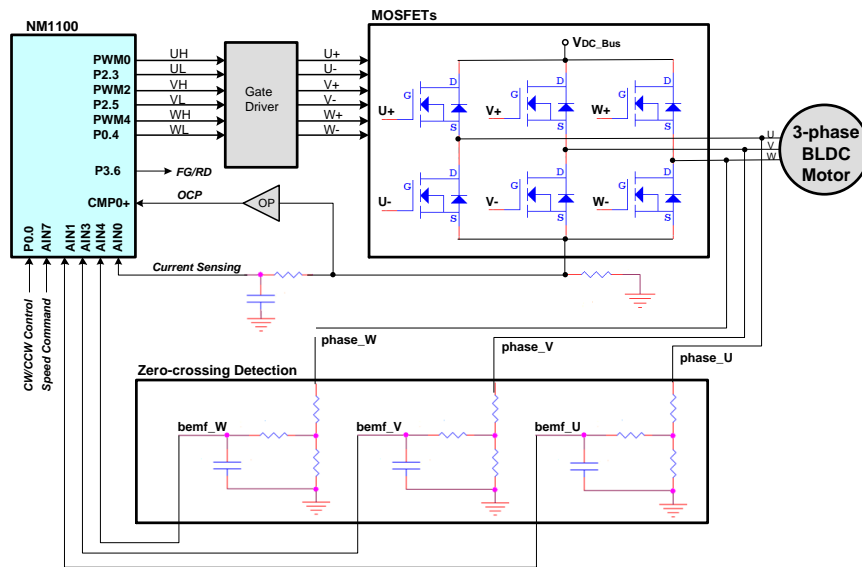 NM1100
MOSFETs
PWM0 UH U+
P2.3 UL U-
PWM2 VH V+
P2.5 VL V-
PWM4 WH W+
P0.4 WL W-
Gate
Driver
VDC_Bus
D D D
G G G
U+ V+ W+
S S S
U
V
W
3-phase
BLDC
Motor
P3.6 FG/RD
CMP0+ OCP OP
D D D
G G G
U- V- W-
S S S
P0.0
AIN7
AIN1
AIN3
AIN4
AIN0
Current Sensing
CW/CCW Control
Speed Command
phase_W
phase_V
phase_U
Zero-crossing Detection
bemf_W
bemf_V
bemf_U